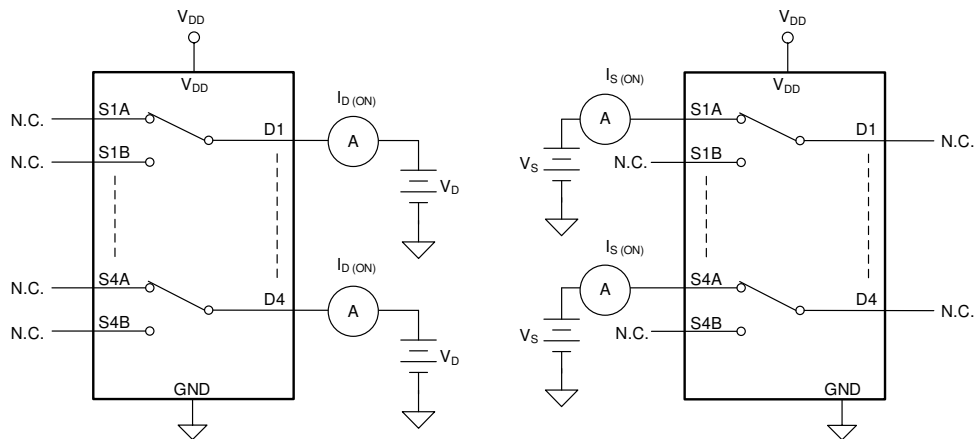 VDD
VDD
S1A
N.C.
D1
ID (ON)
A
S1B
N.C.
VD
S4A
N.C.
D4
ID (ON)
A
S4B
N.C.
VD
GND
VDD
VDD
IS (ON)
A
S1A
D1
N.C.
VS
N.C.
S1B
IS (ON)
A
S4A
D4
N.C.
VS
N.C.
S4B
GND